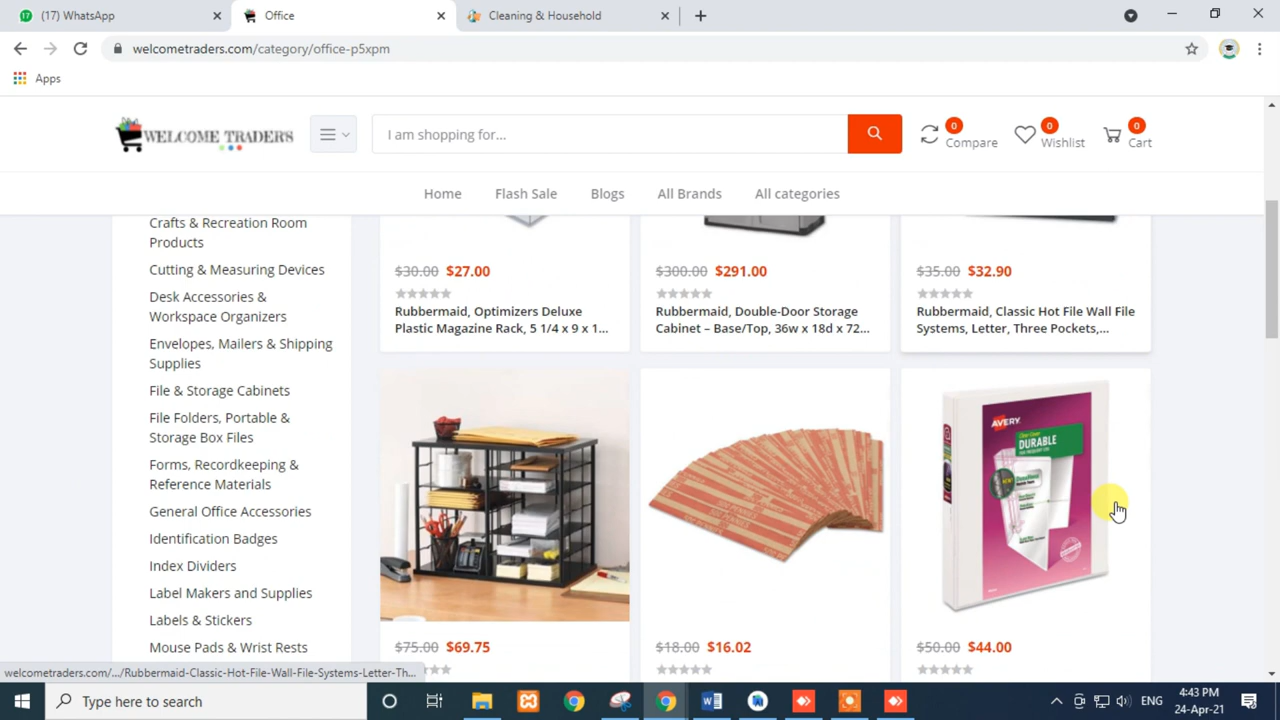 (17) WhatsApp
Office
Cleaning & Household
welcometraders.com/category/office-p5xpm
Apps
WELCOME TRADERS
I am shopping for...
0
Compare
0
Wishlist
0
Cart
Home
Flash Sale
Blogs
All Brands
All categories
Crafts & Recreation Room
Products
Cutting & Measuring Devices
Desk Accessories &
Workspace Organizers
Envelopes, Mailers & Shipping
Supplies
File & Storage Cabinets
File Folders, Portable &
Storage Box Files
Forms, Recordkeeping &
Reference Materials
General Office Accessories
Identification Badges
Index Dividers
Label Makers and Supplies
Labels & Stickers
Mouse Pads & Wrist Rests
$30.00 $27.00
Rubbermaid, Optimizers Deluxe
Plastic Magazine Rack, 5 1/4 x 9 x 1...
$300.00 $291.00
Rubbermaid, Double-Door Storage
Cabinet – Base/Top, 36w x 18d x 72...
$35.00 $32.90
Rubbermaid, Classic Hot File Wall File
Systems, Letter, Three Pockets,...
AVERY
DURABLE
$75.00 $69.75
$18.00 $16.02
$50.00 $44.00
welcometraders.com/.../Rubbermaid-Classic-Hot-File-Wall-File-Systems-Letter-Th...
Type here to search
ENG
4:43 PM
24-Apr-21